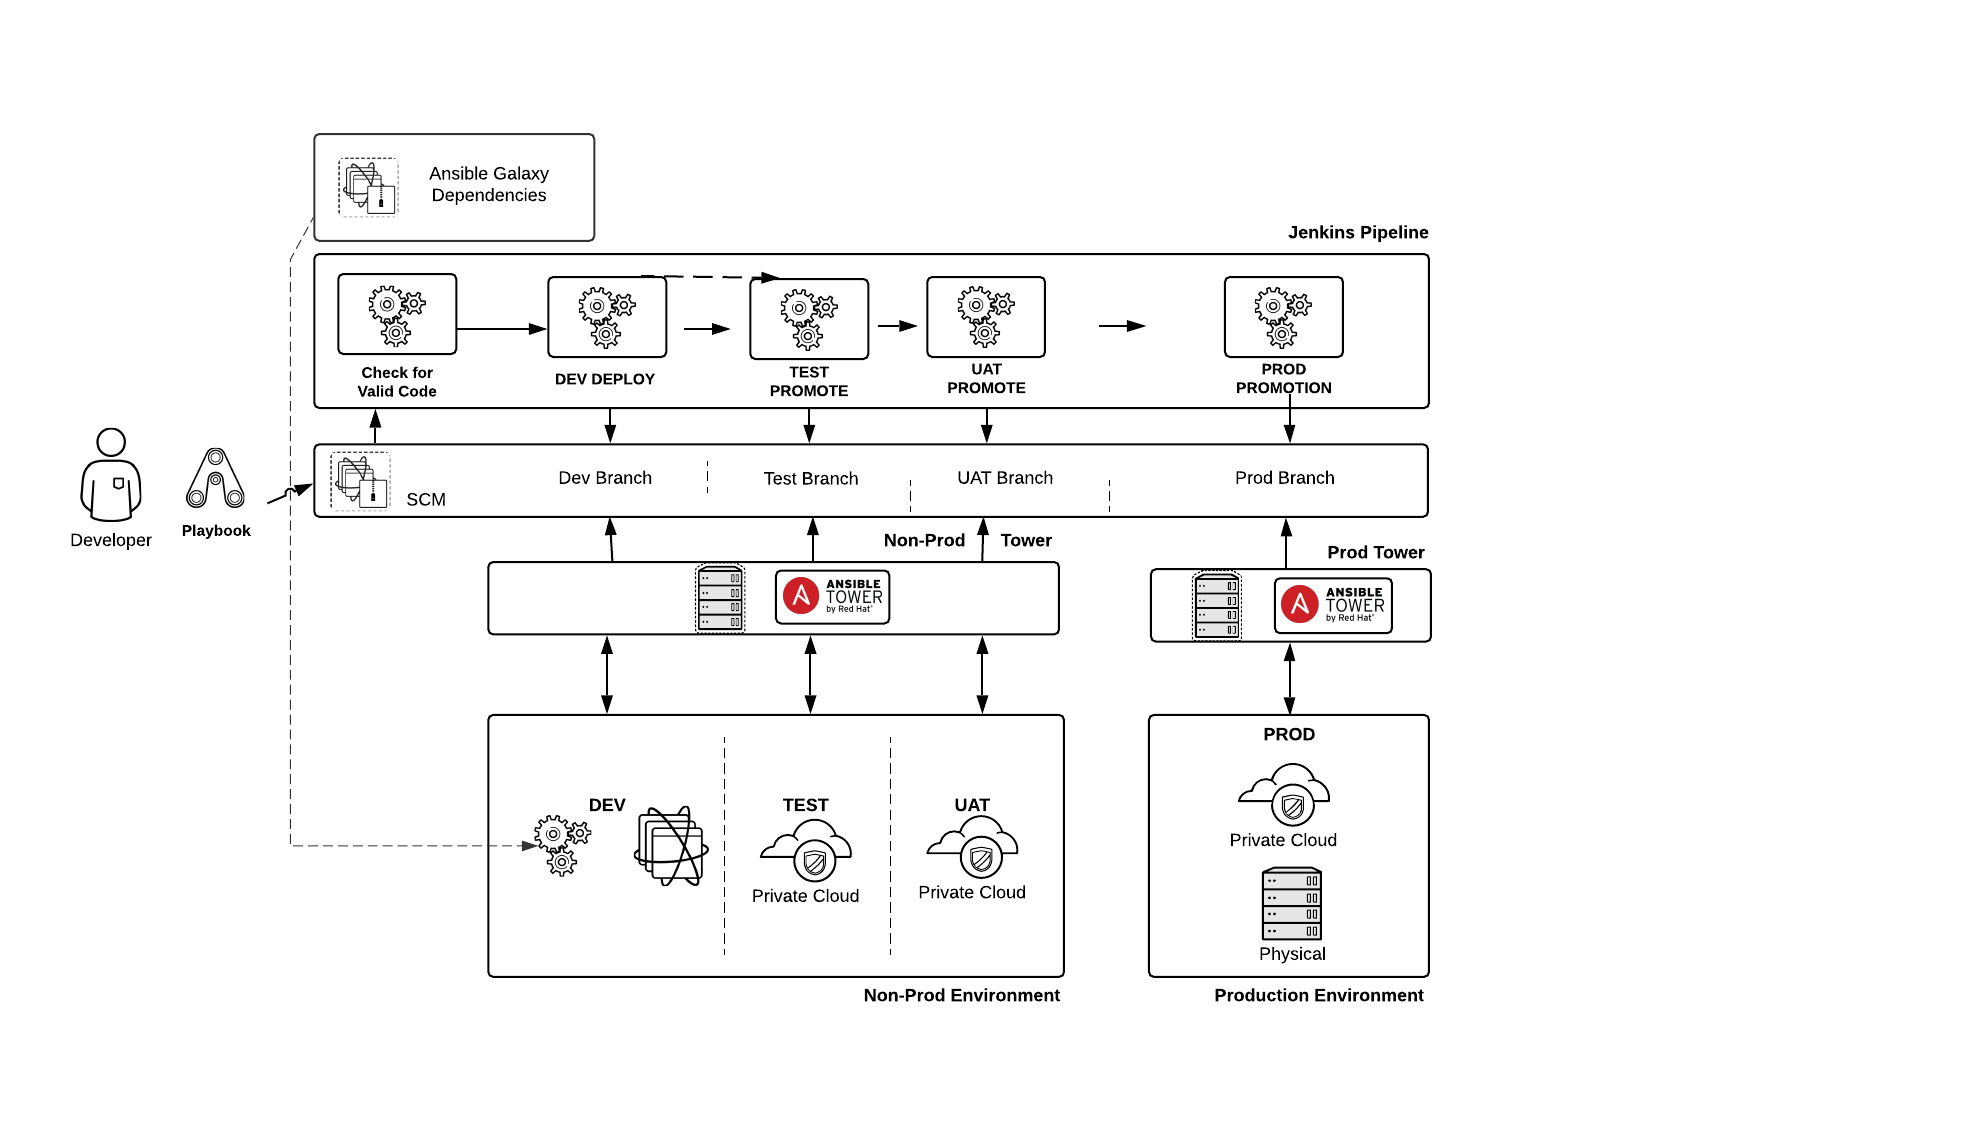 Ansible Galaxy
Dependencies
Jenkins Pipeline
Check for
Valid Code
DEV DEPLOY
TEST
PROMOTE
UAT
PROMOTE
PROD
PROMOTION
Developer
Playbook
SCM
Dev Branch
Test Branch
UAT Branch
Prod Branch
Non-Prod Tower
Prod Tower
ANSIBLE
TOWER
by Red Hat®
ANSIBLE
TOWER
by Red Hat®
DEV
TEST
Private Cloud
UAT
Private Cloud
PROD
Private Cloud
Physical
Non-Prod Environment
Production Environment